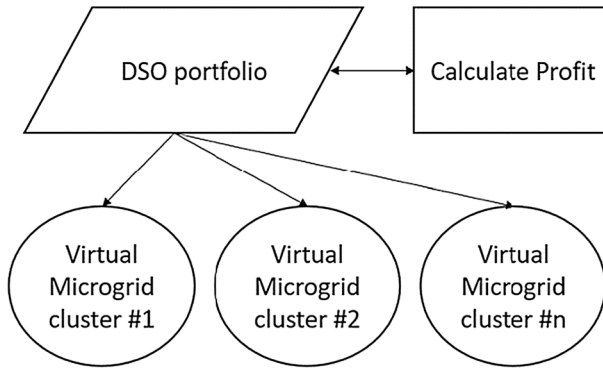 DSO portfolio
Calculate Profit
Virtual
Microgrid
cluster #1
Virtual
Microgrid
cluster #2
Virtual
Microgrid
cluster #n